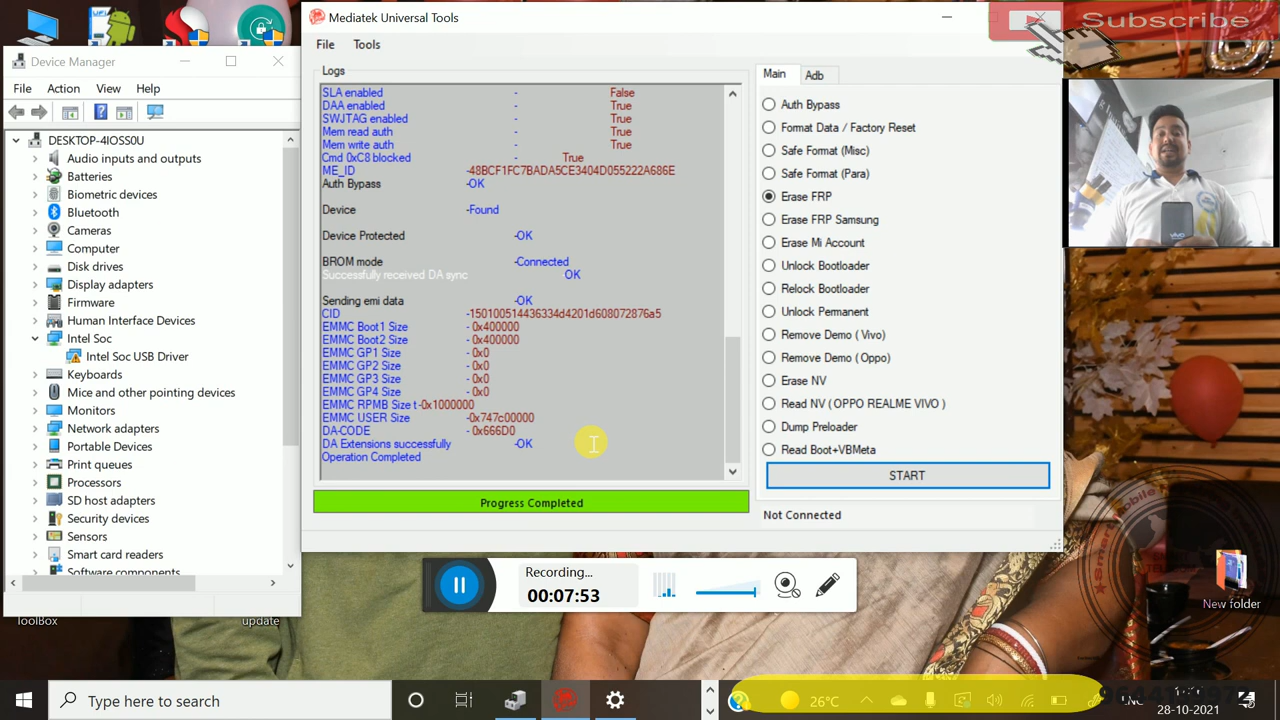 Mediatek Universal Tools
Subscribe
File Tools
Logs
SLA enabled - False
DAA enabled - True
SWJTAG enabled - True
Mem read auth - True
Mem write auth - True
Cmd 0xC8 blocked - True
ME_ID -48BCF1FC7BADA5CE3404D055222A686E
Auth Bypass -OK
Device -Found
Device Protected -OK
BROM mode -Connected
Successfully received DA sync OK
Sending emi data -OK
CID -150100514436334d4201d608072876a5
EMMC Boot1 Size - 0x400000
EMMC Boot2 Size - 0x400000
EMMC GP1 Size - 0x0
EMMC GP2 Size - 0x0
EMMC GP3 Size - 0x0
EMMC GP4 Size - 0x0
EMMC RPMB Size t-0x1000000
EMMC USER Size -0x747c00000
DA-CODE - 0x666D0
DA Extensions successfully -OK
Operation Completed
Progress Completed
Main Adb
Auth Bypass
Format Data / Factory Reset
Safe Format (Misc)
Safe Format (Para)
Erase FRP
Erase FRP Samsung
Erase Mi Account
Unlock Bootloader
Relock Bootloader
Unlock Permanent
Remove Demo ( Vivo)
Remove Demo ( Oppo)
Erase NV
Read NV ( OPPO REALME VIVO )
Dump Preloader
Read Boot+VBMeta
START
Not Connected
Device Manager
File Action View Help
DESKTOP-4IOSS0U
Audio inputs and outputs
Batteries
Biometric devices
Bluetooth
Cameras
Computer
Disk drives
Display adapters
Firmware
Human Interface Devices
Intel Soc
Intel Soc USB Driver
Keyboards
Mice and other pointing devices
Monitors
Network adapters
Portable Devices
Print queues
Processors
SD host adapters
Security devices
Sensors
Smart card readers
Software components
vivo
Recording...
00:07:53
ToolBox
update
New folder
Type here to search
26°C
28-10-2021